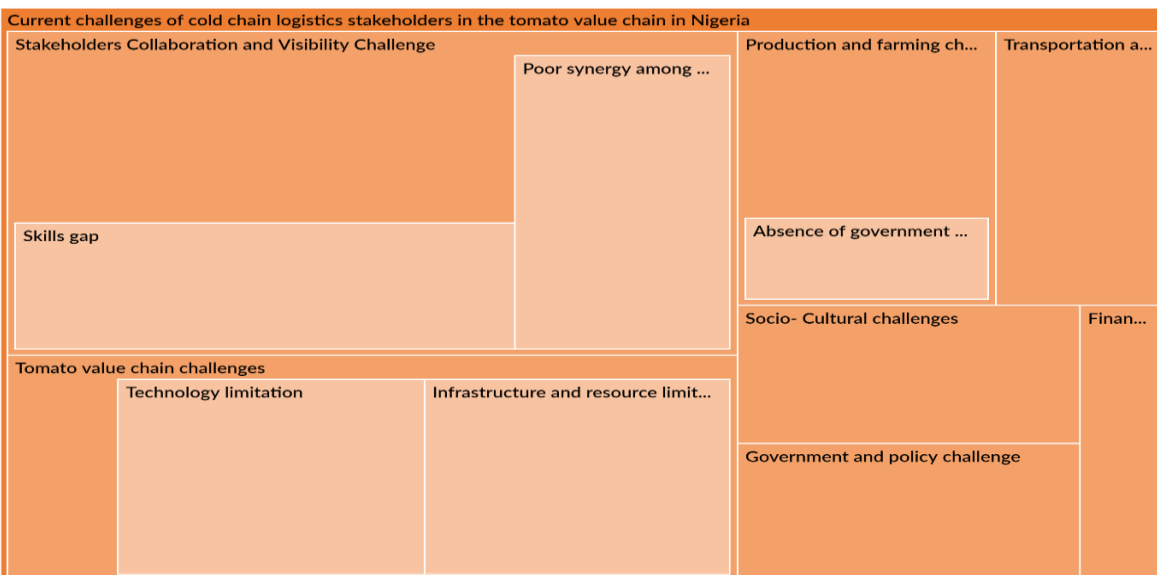 Current challenges of cold chain logistics stakeholders in the tomato value chain in Nigeria
Stakeholders Collaboration and Visibility Challenge
Poor synergy among ...
Skills gap
Production and farming ch...
Absence of government ...
Transportation a...
Tomato value chain challenges
Technology limitation
Infrastructure and resource limit...
Socio- Cultural challenges
Finan...
Government and policy challenge